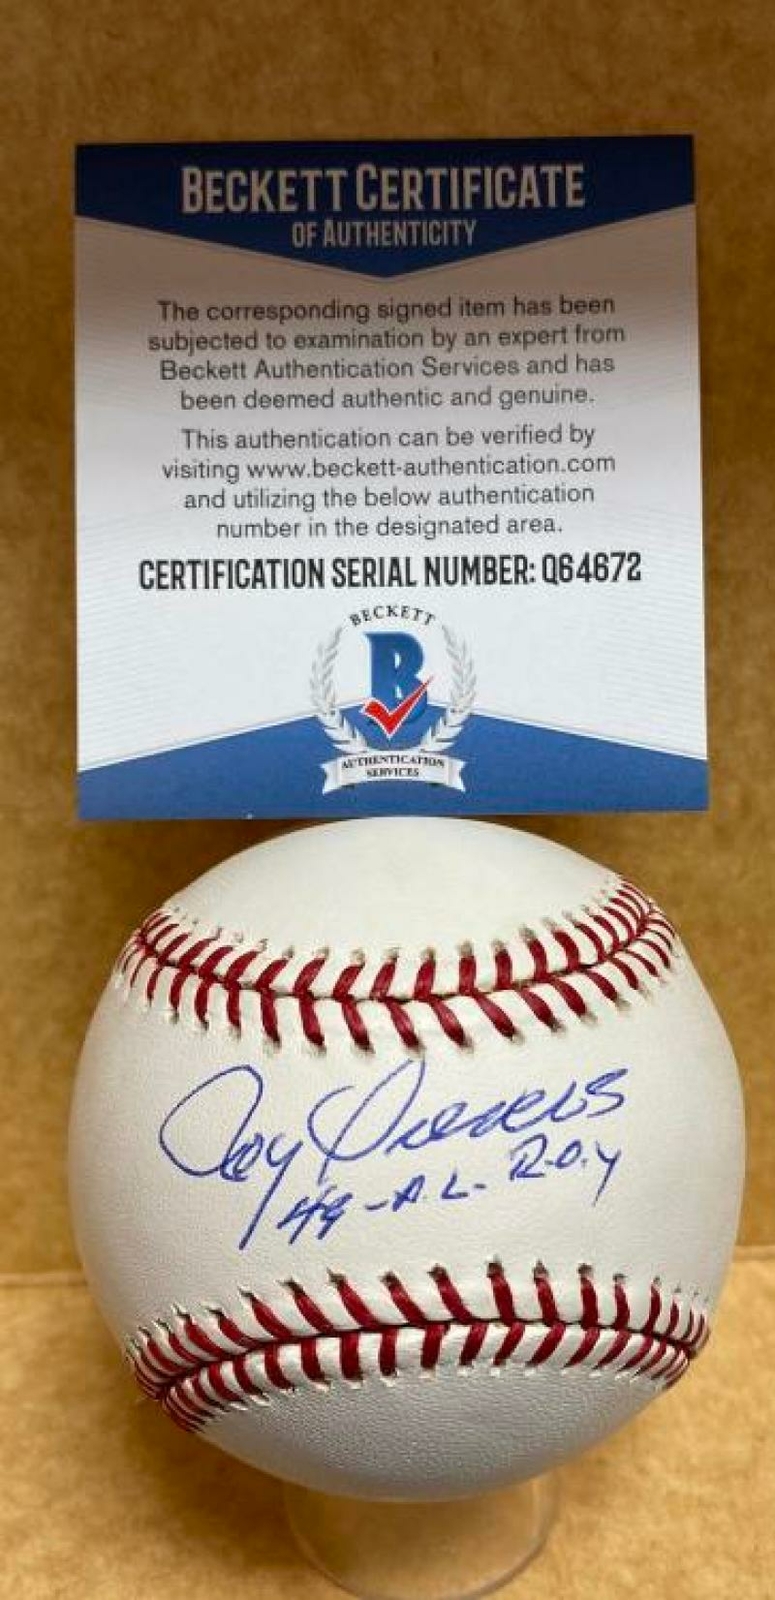 BECKETT CERTIFICATE
OF AUTHENTICITY
The corresponding signed item has been
subjected to examination by an expert from
Beckett Authentication Services and has
been deemed authentic and genuine.
This authentication can be verified by
visiting www.beckett-authentication.com
and utilizing the below authentication
number in the designated area.
CERTIFICATION SERIAL NUMBER: Q64672
BECKETT
B
AUTHENTICATION
SERVICES
Roy Sievers
49-A.L. R.O.Y